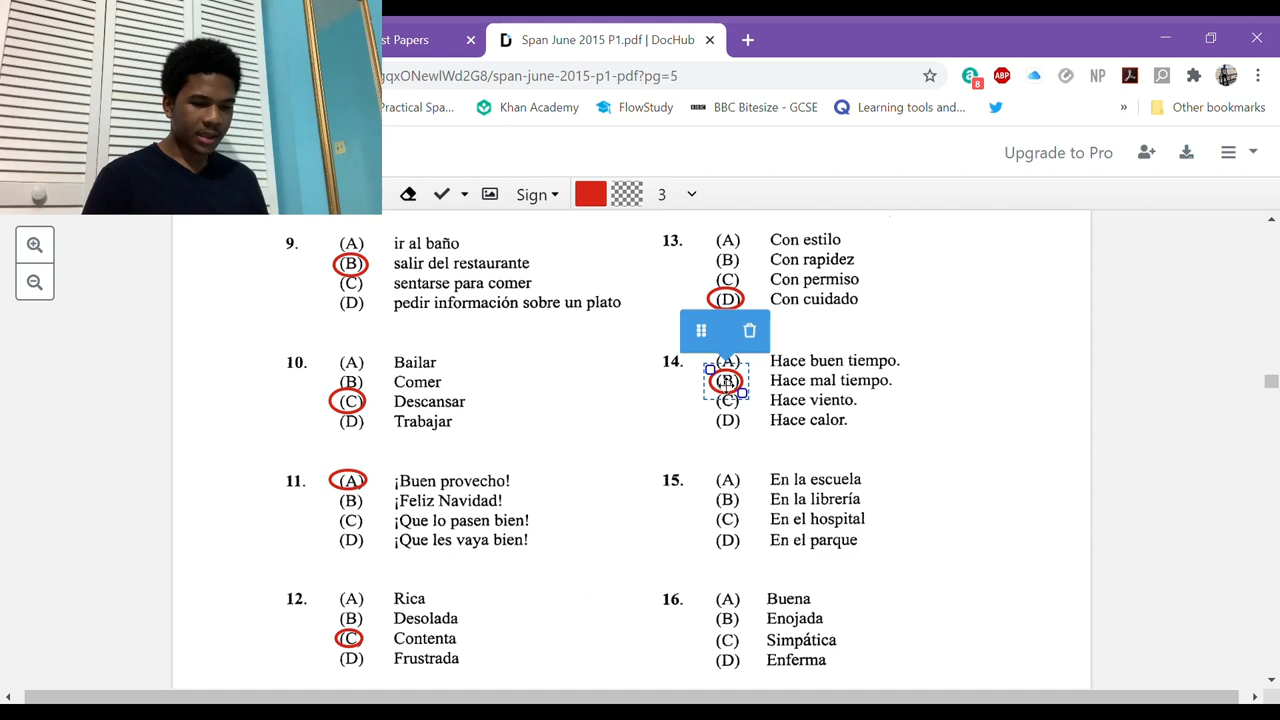 st Papers
Span June 2015 P1.pdf | DocHub
gqxONewlWd2G8/span-june-2015-p1-pdf?pg=5
8
ABP
NP
Practical Spa...
Khan Academy
FlowStudy
BBC
BBC Bitesize - GCSE
Learning tools and...
»
Other bookmarks
Upgrade to Pro
Sign
3
9. (A) ir al baño
(B) salir del restaurante
(C) sentarse para comer
(D) pedir información sobre un plato
10. (A) Bailar
(B) Comer
(C) Descansar
(D) Trabajar
11. (A) ¡Buen provecho!
(B) ¡Feliz Navidad!
(C) ¡Que lo pasen bien!
(D) ¡Que les vaya bien!
12. (A) Rica
(B) Desolada
(C) Contenta
(D) Frustrada
13. (A) Con estilo
(B) Con rapidez
(C) Con permiso
(D) Con cuidado
14. (A) Hace buen tiempo.
(B) Hace mal tiempo.
(C) Hace viento.
(D) Hace calor.
15. (A) En la escuela
(B) En la librería
(C) En el hospital
(D) En el parque
16. (A) Buena
(B) Enojada
(C) Simpática
(D) Enferma